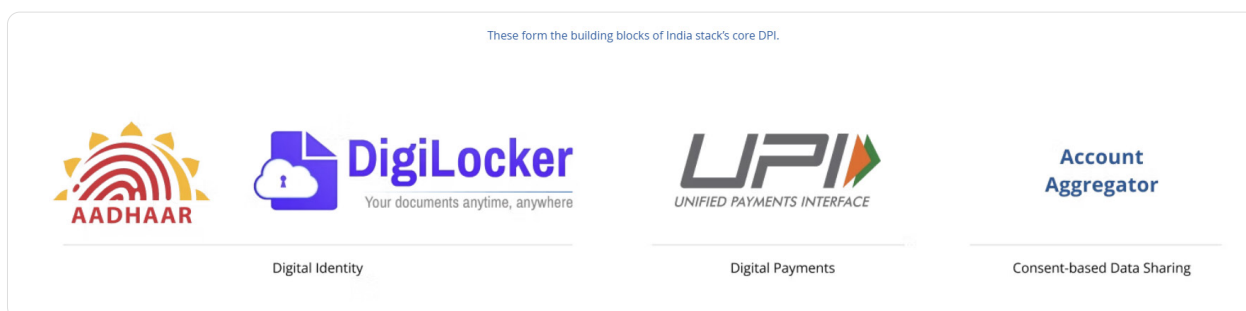 These form the building blocks of India stack's core DPI.
AADHAAR
DigiLocker
Your documents anytime, anywhere
UPI
UNIFIED PAYMENTS INTERFACE
Account
Aggregator
Digital Identity
Digital Payments
Consent-based Data Sharing